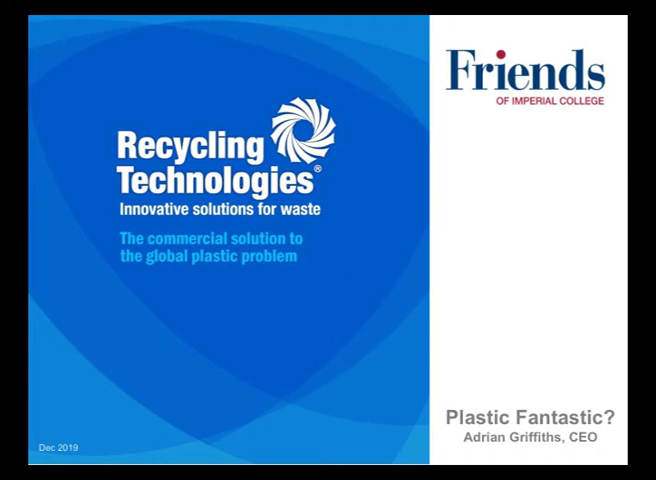 Recycling
Technologies®
Innovative solutions for waste
The commercial solution to
the global plastic problem
Dec 2019
Friends
OF IMPERIAL COLLEGE
Plastic Fantastic?
Adrian Griffiths, CEO